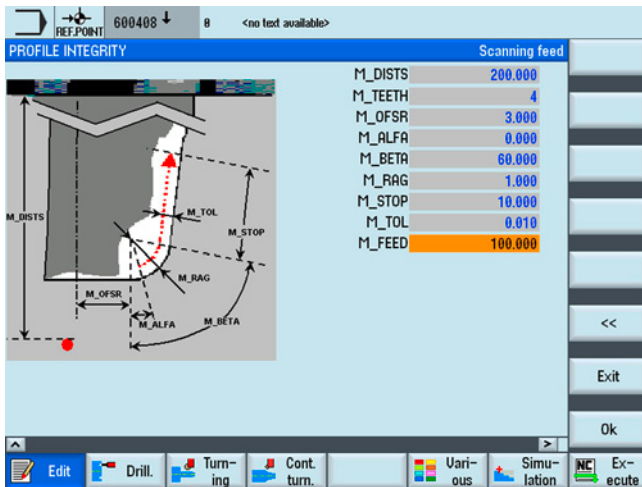 REF.POINT
600408
8
<no text available>
PROFILE INTEGRITY
Scanning feed
M_DISTS 200.000
M_TEETH 4
M_OFSR 3.000
M_ALFA 0.000
M_BETA 60.000
M_RAG 1.000
M_STOP 10.000
M_TOL 0.010
M_FEED 100.000
M_DISTS
M_TOL
M_STOP
M_RAG
M_OFSR
M_ALFA
M_BETA
<<
Exit
Ok
Edit
Drill.
Turn-
ing
Cont.
turn.
Vari-
ous
Simu-
lation
NC
Ex-
ecute